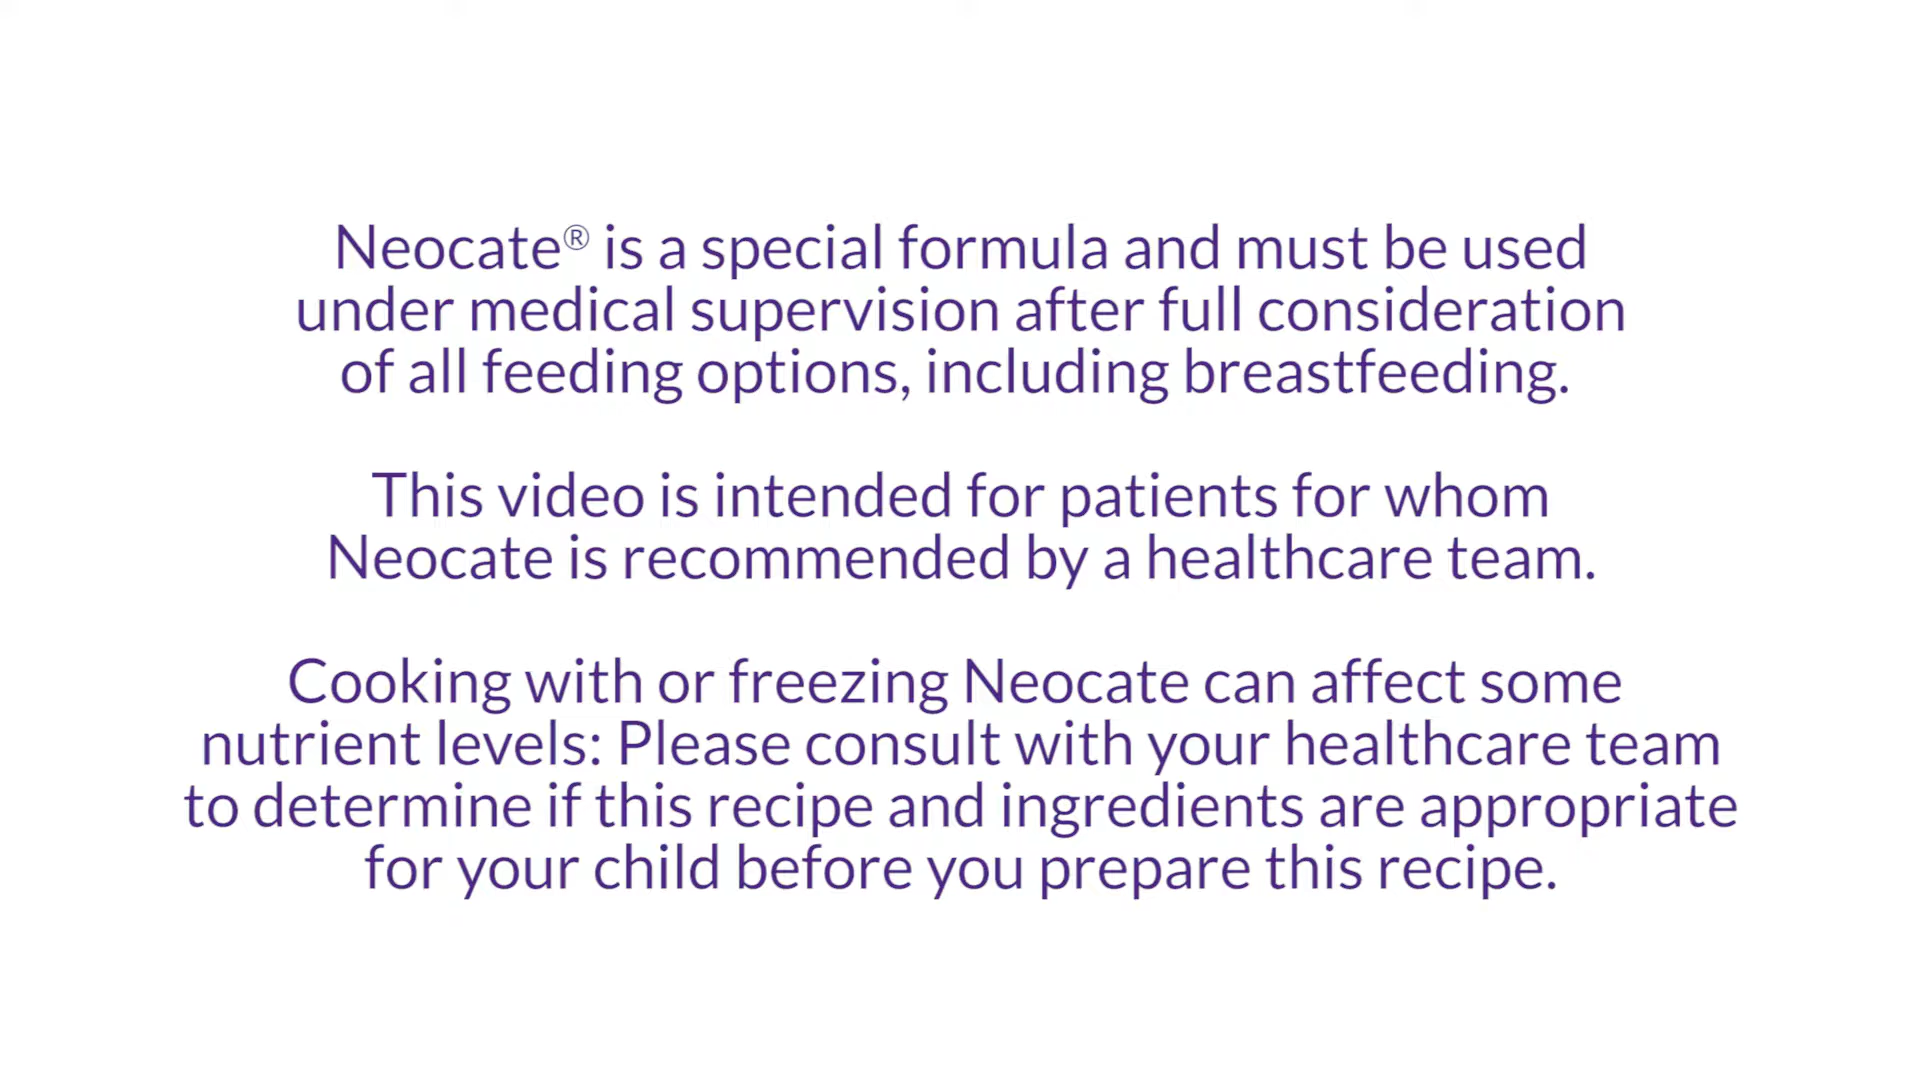 Neocate® is a special formula and must be used
under medical supervision after full consideration
of all feeding options, including breastfeeding.
This video is intended for patients for whom
Neocate is recommended by a healthcare team.
Cooking with or freezing Neocate can affect some
nutrient levels: Please consult with your healthcare team
to determine if this recipe and ingredients are appropriate
for your child before you prepare this recipe.